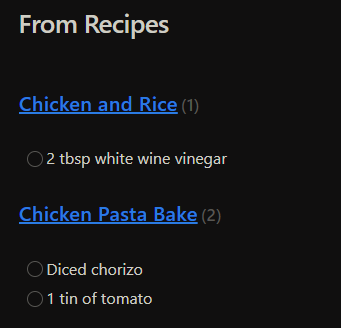 From Recipes
Chicken and Rice (1)
2 tbsp white wine vinegar
Chicken Pasta Bake (2)
Diced chorizo
1 tin of tomato